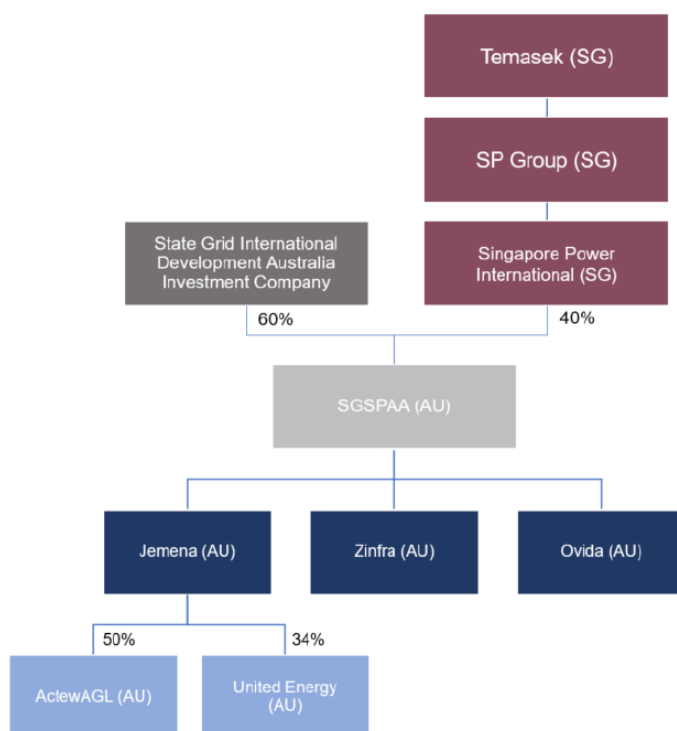 Temasek (SG)
SP Group (SG)
State Grid International
Development Australia
Investment Company
Singapore Power
International (SG)
60%
40%
SGSPAA (AU)
Jemena (AU)
Zinfra (AU)
Ovida (AU)
50%
34%
ActewAGL (AU)
United Energy
(AU)